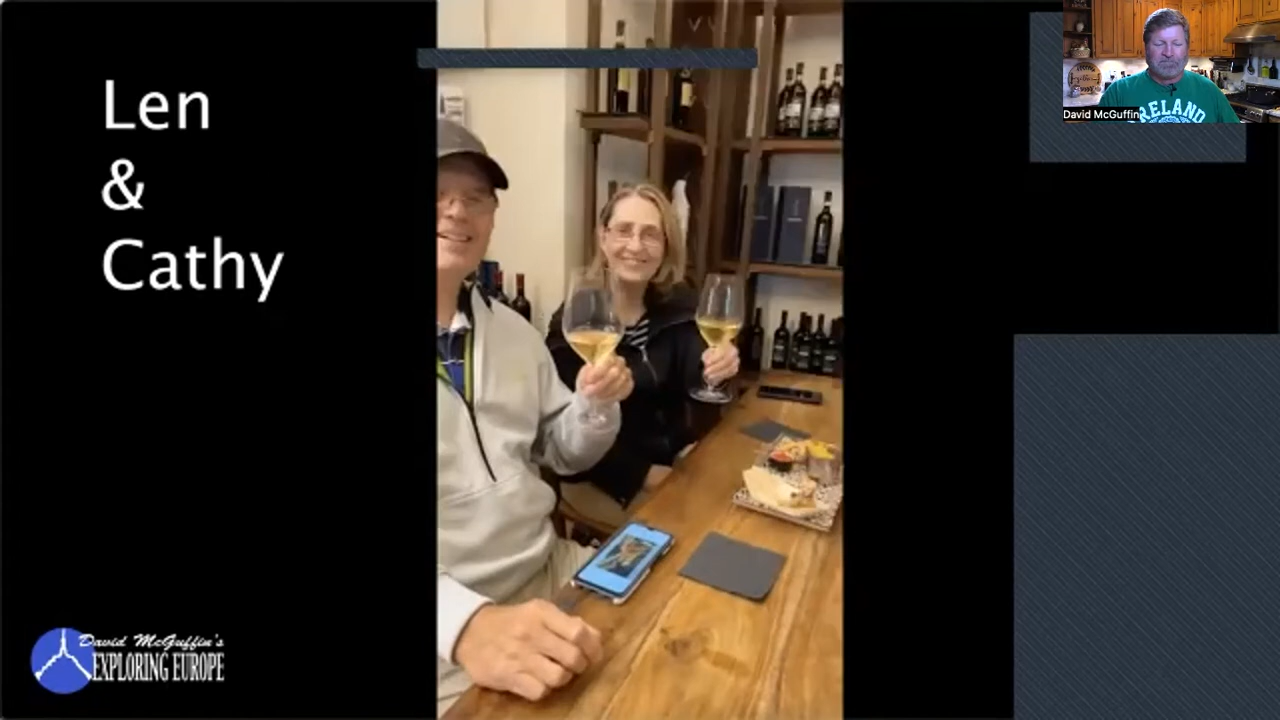 Len
&
Cathy
David McGuffin
IRELAND
David McGuffin's
EXPLORING EUROPE